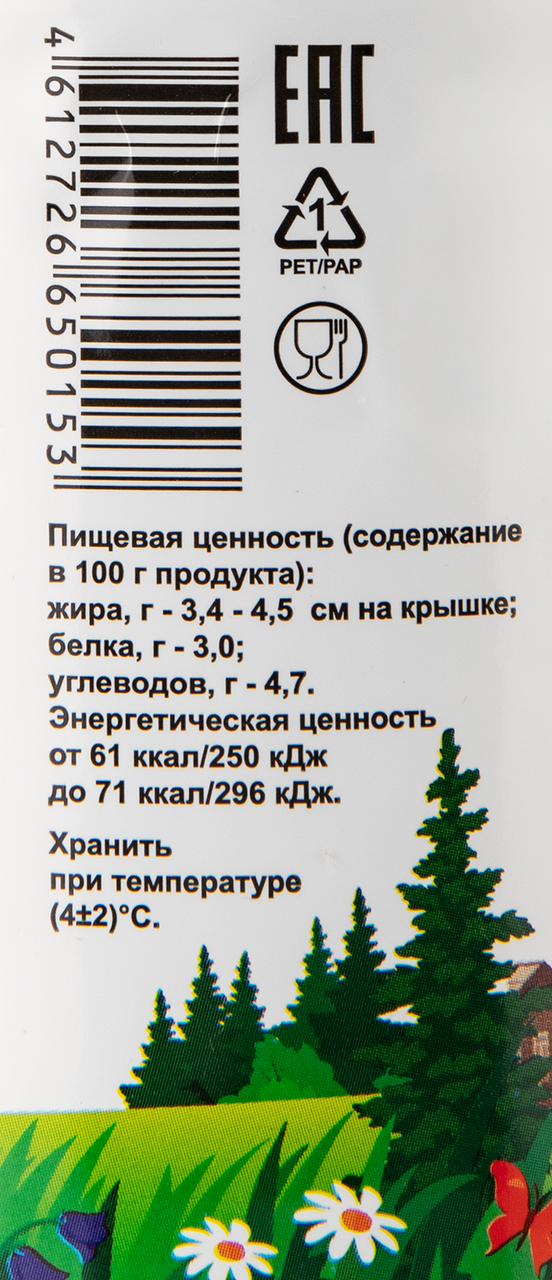 4 612726 650153
ЕАС
1
PET/PAP
Пищевая ценность (содержание
в 100 г продукта):
жира, г - 3,4 - 4,5 см на крышке;
белка, г - 3,0;
углеводов, г - 4,7.
Энергетическая ценность
от 61 ккал/250 кДж
до 71 ккал/296 кДж.
Хранить
при температуре
(4±2)°С.